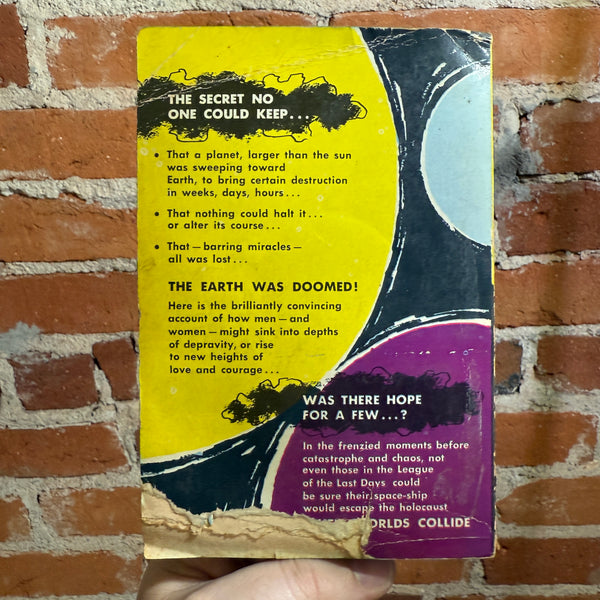 THE SECRET NO
ONE COULD KEEP...
• That a planet, larger than the sun
was sweeping toward
Earth, to bring certain destruction
in weeks, days, hours...
• That nothing could halt it...
or alter its course...
• That—barring miracles—
all was lost...
THE EARTH WAS DOOMED!
Here is the brilliantly convincing
account of how men—and
women—might sink into depths
of depravity, or rise
to new heights of
love and courage...
WAS THERE HOPE
FOR A FEW...?
In the frenzied moments before
catastrophe and chaos, not
even those in the League
of the Last Days could
be sure their space-ship
would escape the holocaust
COLLIDE